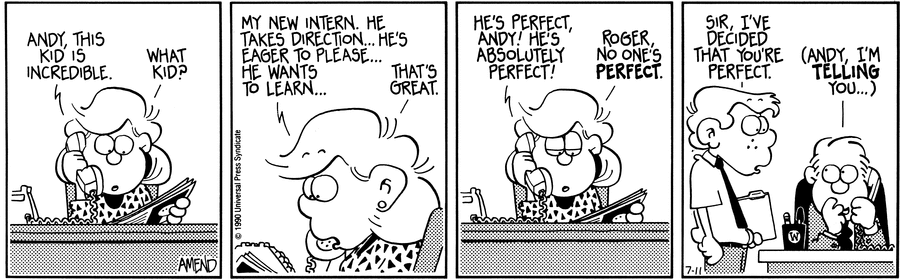 ANDY, THIS
KID IS
INCREDIBLE.
WHAT
KID?
AMEND
MY NEW INTERN. HE
TAKES DIRECTION... HE'S
EAGER TO PLEASE...
HE WANTS
TO LEARN...
THAT'S
GREAT.
© 1990 Universal Press Syndicate
HE'S PERFECT,
ANDY! HE'S
ABSOLUTELY
PERFECT!
ROGER,
NO ONE'S
PERFECT.
SIR, I'VE
DECIDED
THAT YOU'RE
PERFECT.
(ANDY, I'M
TELLING
YOU...)
W
7-11